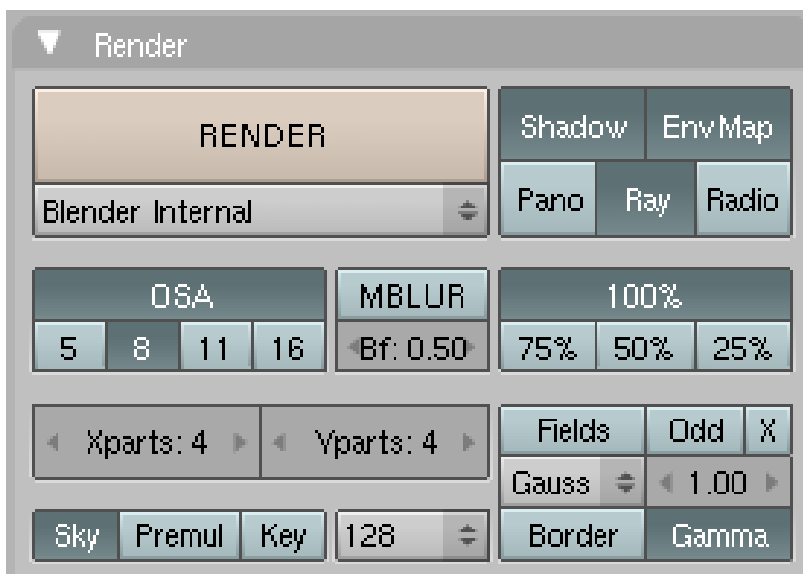 Render
RENDER
Shadow EnvMap
Blender Internal
Pano Ray Radio
OSA MBLUR 100%
5 8 11 16 Bf: 0.50 75% 50% 25%
Xparts: 4 Yparts: 4
Fields Odd X
Gauss 1.00
Sky Premul Key 128 Border Gamma